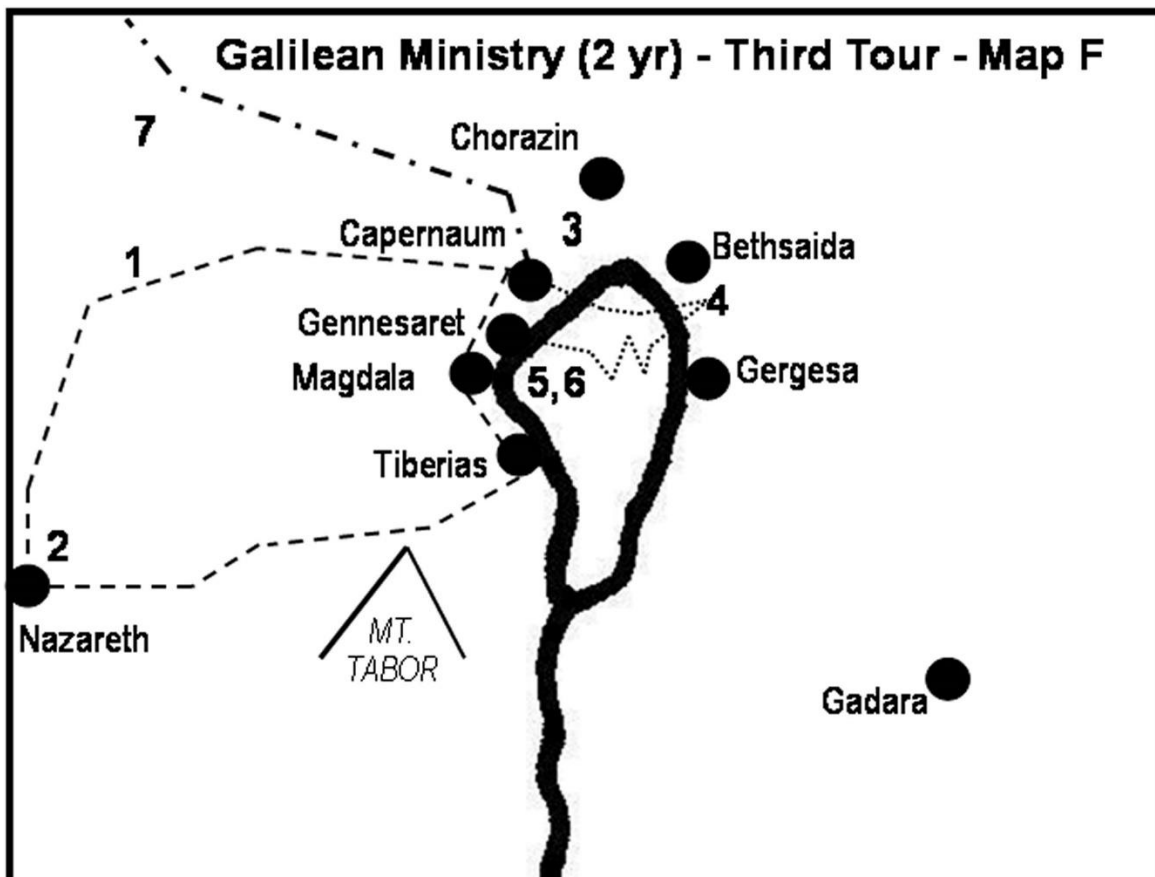 Galilean Ministry (2 yr) - Third Tour - Map F
7
Chorazin
Capernaum
3
1
Bethsaida
4
Gennesaret
Magdala
5,6
Gergesa
Tiberias
2
Nazareth
MT.
TABOR
Gadara